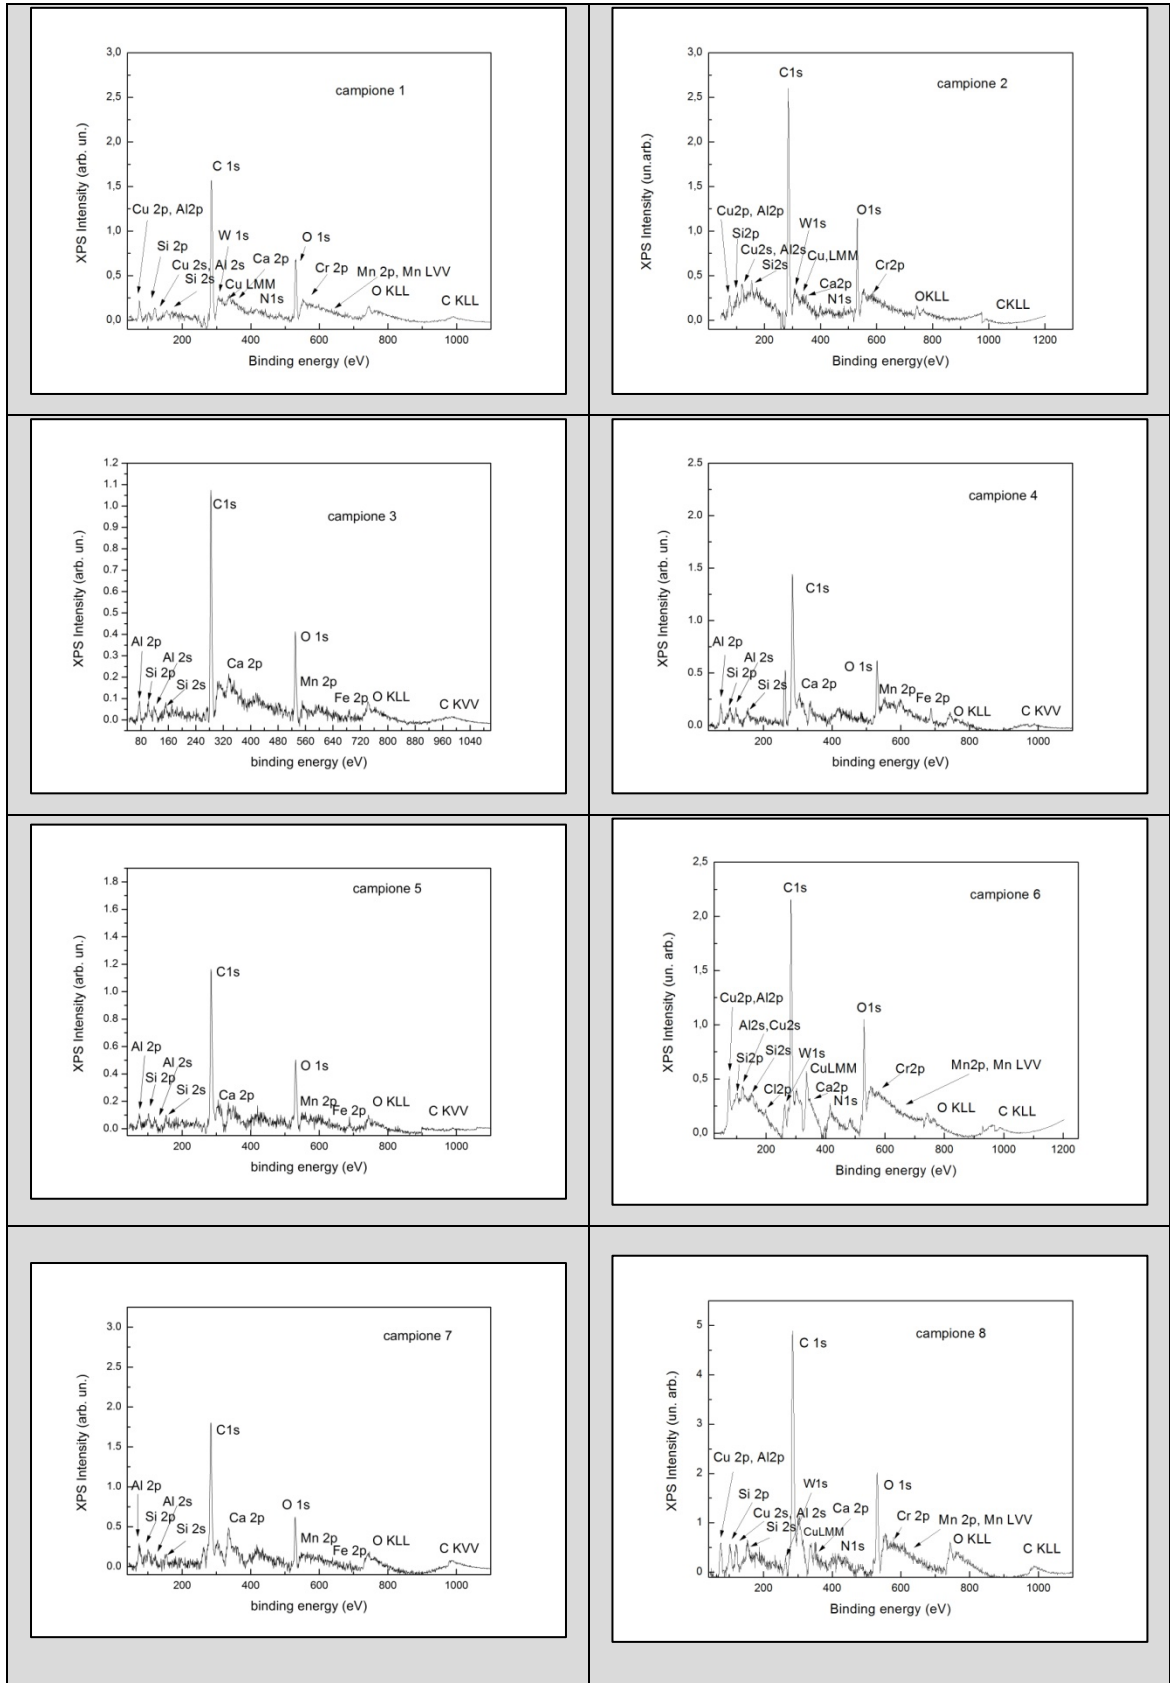 campione 1
XPS Intensity (arb. un.)
3,0
2,5
2,0
1,5
1,0
0,5
0,0
C 1s
Cu 2p, Al2p
Si 2p
W 1s
Cu 2s, Al 2s
Ca 2p
Si 2s
Cu LMM
N1s
O 1s
Cr 2p
Mn 2p, Mn LVV
O KLL
C KLL
200 400 600 800 1000
Binding energy (eV)
campione 2
XPS Intensity (un.arb.)
3,0
2,5
2,0
1,5
1,0
0,5
0,0
C1s
Cu2p, Al2p
Si2p
W1s
Cu2s, Al2s
Cu,LMM
Si2s
Ca2p
N1s
O1s
Cr2p
OKLL
CKLL
200 400 600 800 1000 1200
Binding energy(eV)
campione 3
XPS Intensity (arb. un.)
1.2
1.1
1.0
0.9
0.8
0.7
0.6
0.5
0.4
0.3
0.2
0.1
0.0
C1s
Al 2p
Al 2s
Si 2p
Si 2s
Ca 2p
O 1s
Mn 2p
Fe 2p
O KLL
C KVV
80 160 240 320 400 480 560 640 720 800 880 960 1040
binding energy (eV)
campione 4
XPS Intensity (arb. un.)
2.5
2.0
1.5
1.0
0.5
0.0
C1s
Al 2p
Al 2s
Si 2p
Si 2s
Ca 2p
O 1s
Mn 2p
Fe 2p
O KLL
C KVV
200 400 600 800 1000
binding energy (eV)
campione 5
XPS Intensity (arb. un.)
1.8
1.6
1.4
1.2
1.0
0.8
0.6
0.4
0.2
0.0
C1s
Al 2p
Al 2s
Si 2p
Si 2s
Ca 2p
O 1s
Mn 2p
Fe 2p
O KLL
C KVV
200 400 600 800 1000
binding energy (eV)
campione 6
XPS Intensity (un. arb.)
2,5
2,0
1,5
1,0
0,5
0,0
C1s
Cu2p,Al2p
Al2s,Cu2s
Si2p
Si2s
W1s
Cl2p
CuLMM
Ca2p
N1s
O1s
Cr2p
Mn2p, Mn LVV
O KLL
C KLL
200 400 600 800 1000 1200
Binding energy (eV)
campione 7
XPS Intensity (arb. un.)
3.0
2.5
2.0
1.5
1.0
0.5
0.0
C1s
Al 2p
Al 2s
Si 2p
Si 2s
Ca 2p
O 1s
Mn 2p
Fe 2p
O KLL
C KVV
200 400 600 800 1000
binding energy (eV)
campione 8
XPS Intensity (un. arb.)
5
4
3
2
1
0
C 1s
Cu 2p, Al2p
Si 2p
W1s
Cu 2s, Al 2s
Ca 2p
Si 2s
CuLMM
N1s
O 1s
Cr 2p
Mn 2p, Mn LVV
O KLL
C KLL
200 400 600 800 1000
Binding energy (eV)